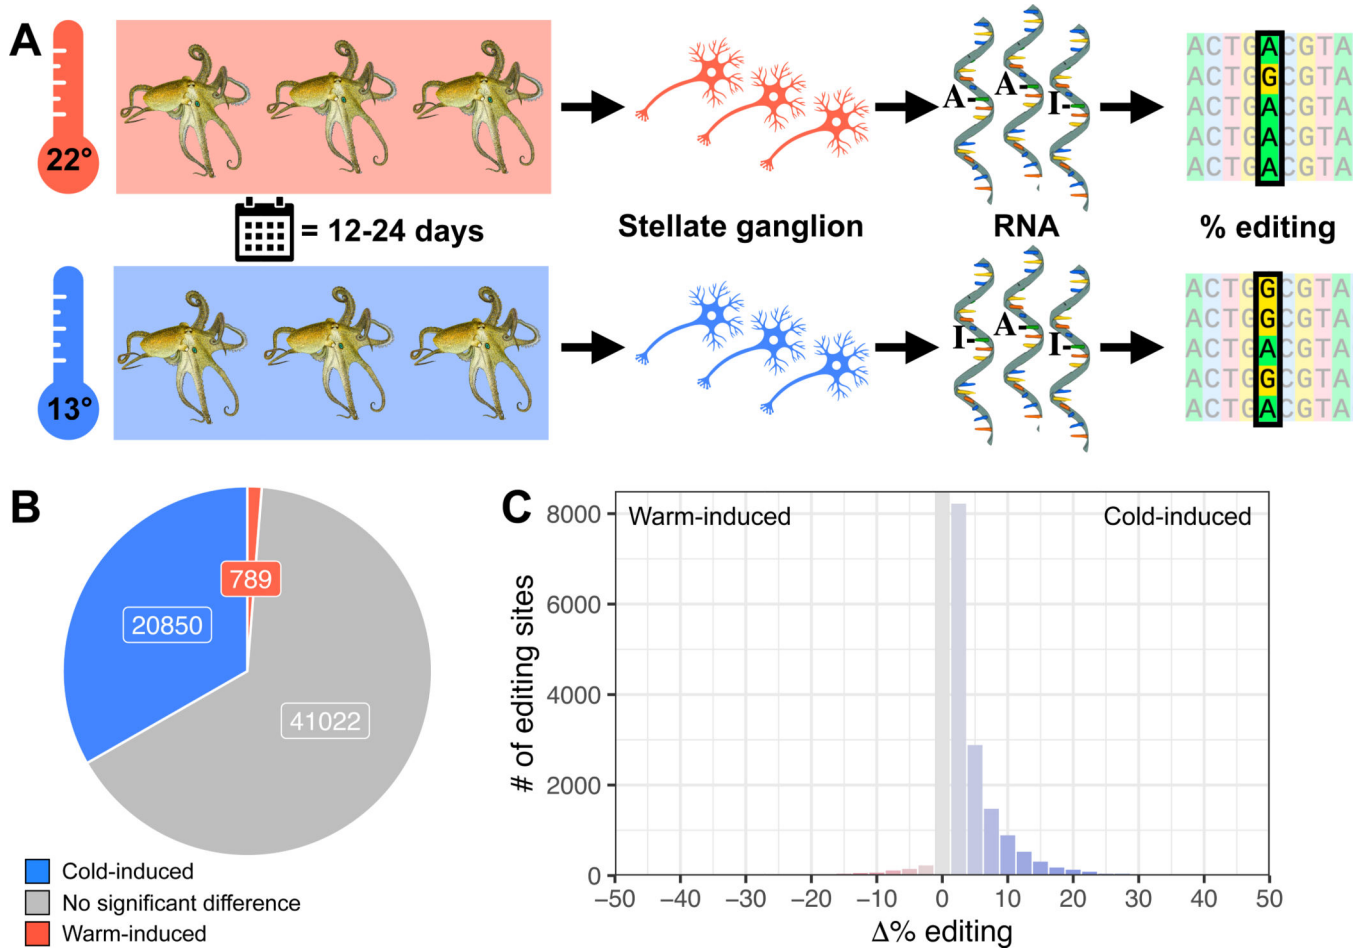 A
22°
A
A
I
ACTGACGTA
ACTGGCGTA
ACTGACGTA
ACTGACGTA
ACTGACGTA
= 12-24 days
Stellate ganglion
RNA
% editing
13°
I
A
I
ACTGGCGTA
ACTGGCGTA
ACTGACGTA
ACTGGCGTA
ACTGACGTA
B
789
20850
41022
Cold-induced
No significant difference
Warm-induced
C
Warm-induced
Cold-induced
# of editing sites
8000
6000
4000
2000
0
−50 −40 −30 −20 −10 0 10 20 30 40 50
Δ% editing